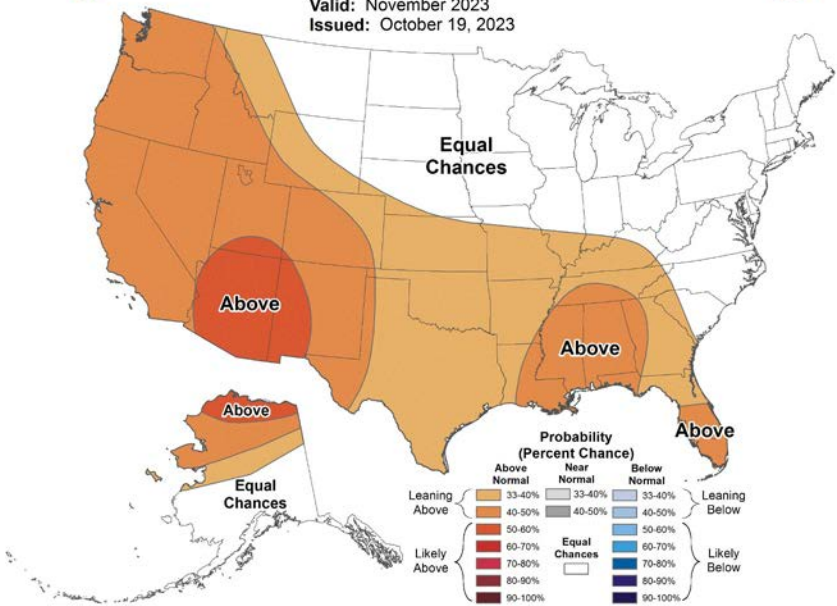 Valid: November 2023
Issued: October 19, 2023
Equal
Chances
Above
Above
Above
Above
Equal
Chances
Probability
(Percent Chance)
Above
Normal
Near
Normal
Below
Normal
Leaning
Above
33-40%
33-40%
33-40%
Leaning
Below
40-50%
40-50%
40-50%
Likely
Above
50-60%
50-60%
Likely
Below
60-70%
Equal
Chances
60-70%
70-80%
70-80%
80-90%
80-90%
90-100%
90-100%